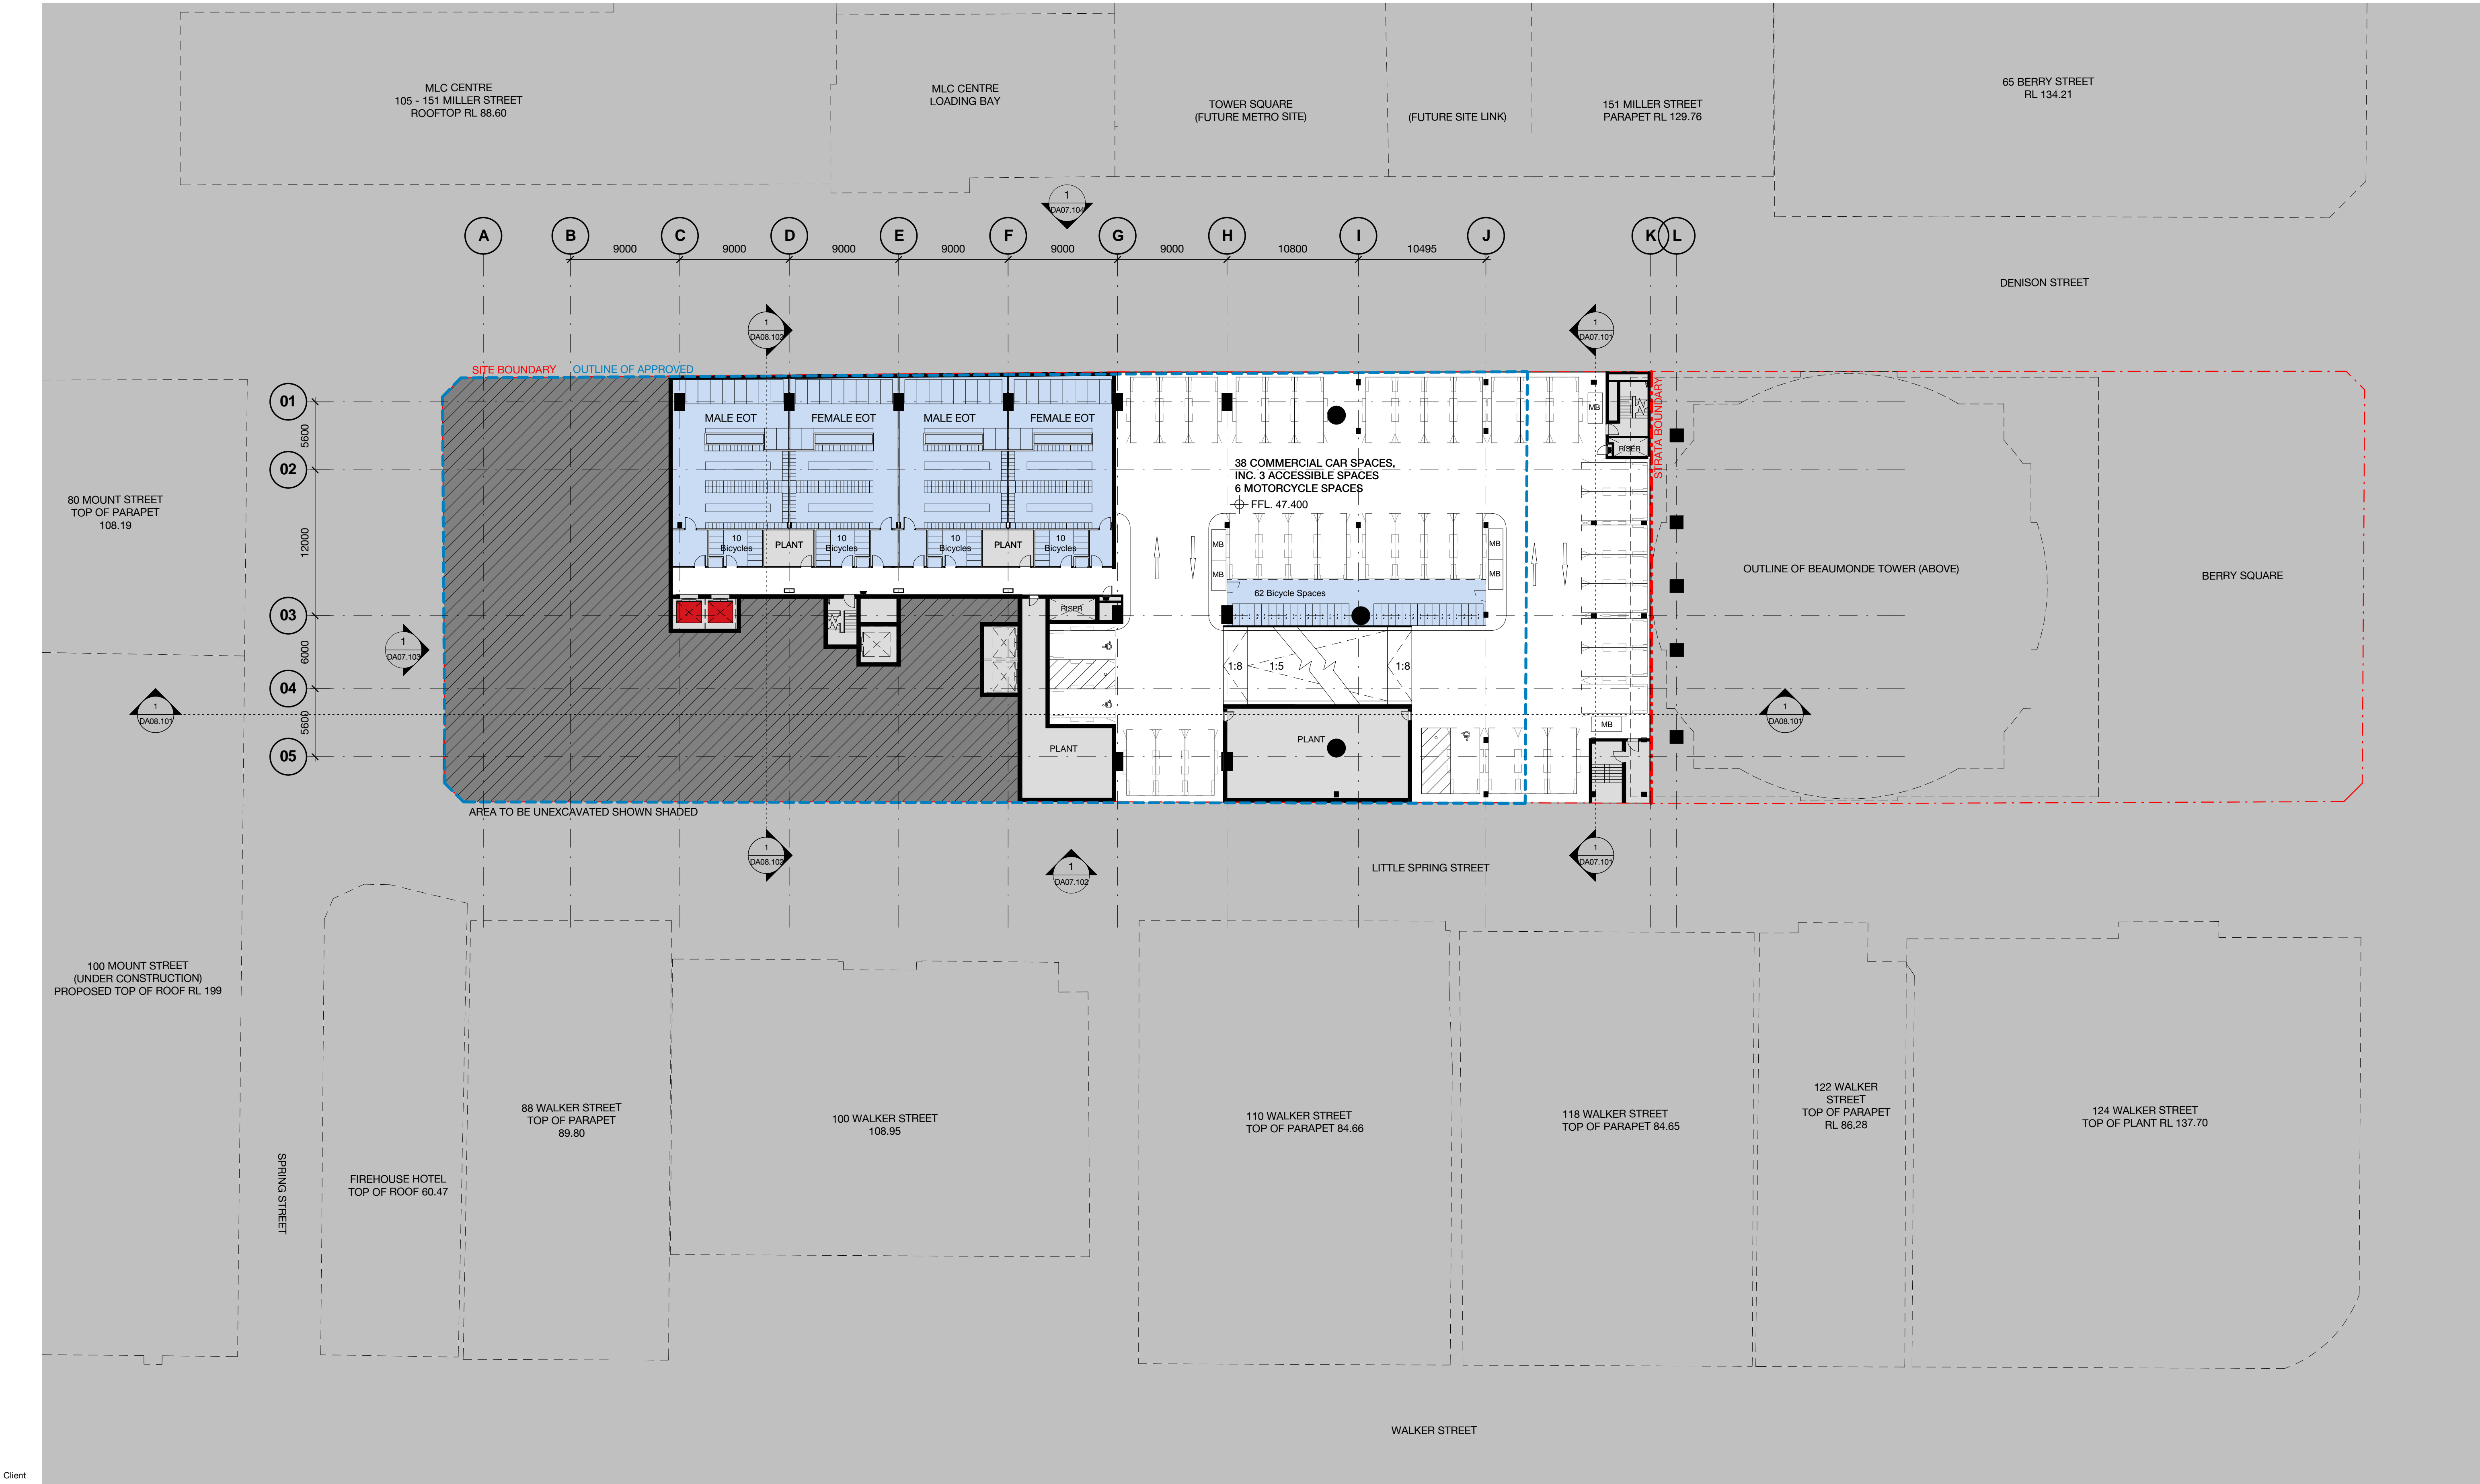 MLC CENTRE
105 - 151 MILLER STREET
ROOFTOP RL 88.60
MLC CENTRE
LOADING BAY
TOWER SQUARE
(FUTURE METRO SITE)
(FUTURE SITE LINK)
151 MILLER STREET
PARAPET RL 129.76
65 BERRY STREET
RL 134.21
1
DA07.104
A
B
C
D
E
F
G
H
I
J
K
L
9000
9000
9000
9000
9000
9000
10800
10495
DENISON STREET
1
DA08.102
1
DA07.101
SITE BOUNDARY
OUTLINE OF APPROVED
01
5600
02
12000
03
6000
04
5600
05
80 MOUNT STREET
TOP OF PARAPET
108.19
MALE EOT
FEMALE EOT
MALE EOT
FEMALE EOT
10
Bicycles
PLANT
10
Bicycles
10
Bicycles
PLANT
10
Bicycles
38 COMMERCIAL CAR SPACES,
INC. 3 ACCESSIBLE SPACES
6 MOTORCYCLE SPACES
FFL. 47.400
MB
MB
MB
MB
MB
RISER
STRATA BOUNDARY
62 Bicycle Spaces
RISER
1:8
1:5
1:8
PLANT
PLANT
MB
OUTLINE OF BEAUMONDE TOWER (ABOVE)
BERRY SQUARE
1
DA07.103
1
DA08.101
1
DA08.101
AREA TO BE UNEXCAVATED SHOWN SHADED
1
DA08.102
1
DA07.102
1
DA07.101
LITTLE SPRING STREET
100 MOUNT STREET
(UNDER CONSTRUCTION)
PROPOSED TOP OF ROOF RL 199
SPRING STREET
FIREHOUSE HOTEL
TOP OF ROOF 60.47
88 WALKER STREET
TOP OF PARAPET
89.80
100 WALKER STREET
108.95
110 WALKER STREET
TOP OF PARAPET 84.66
118 WALKER STREET
TOP OF PARAPET 84.65
122 WALKER
STREET
TOP OF PARAPET
RL 86.28
124 WALKER STREET
TOP OF PLANT RL 137.70
WALKER STREET
Client